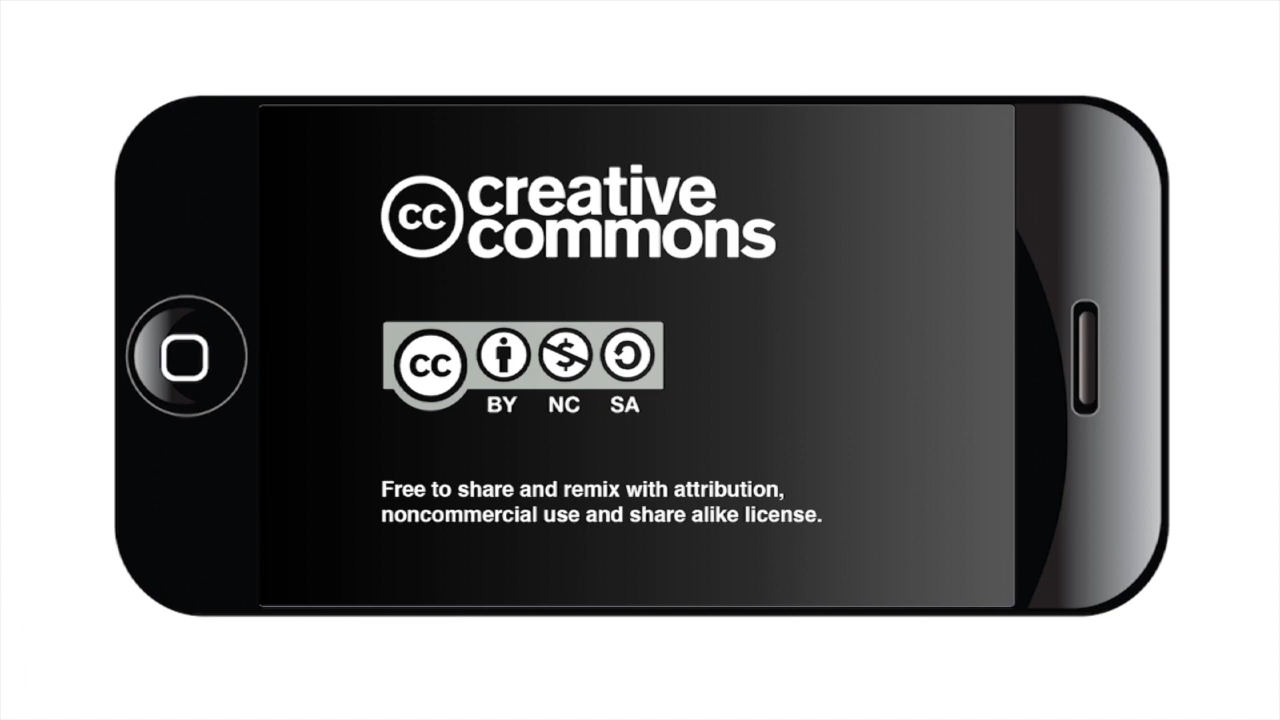 cc creative
commons
cc
BY NC SA
Free to share and remix with attribution,
noncommercial use and share alike license.